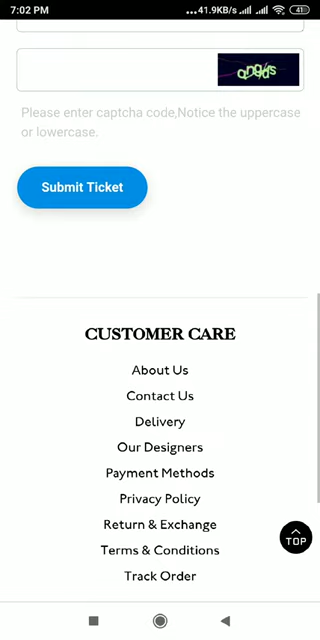 7:02 PM
...41.9KB/s
41
Please enter captcha code,Notice the uppercase
or lowercase.
Submit Ticket
CUSTOMER CARE
About Us
Contact Us
Delivery
Our Designers
Payment Methods
Privacy Policy
Return & Exchange
TOP
Terms & Conditions
Track Order